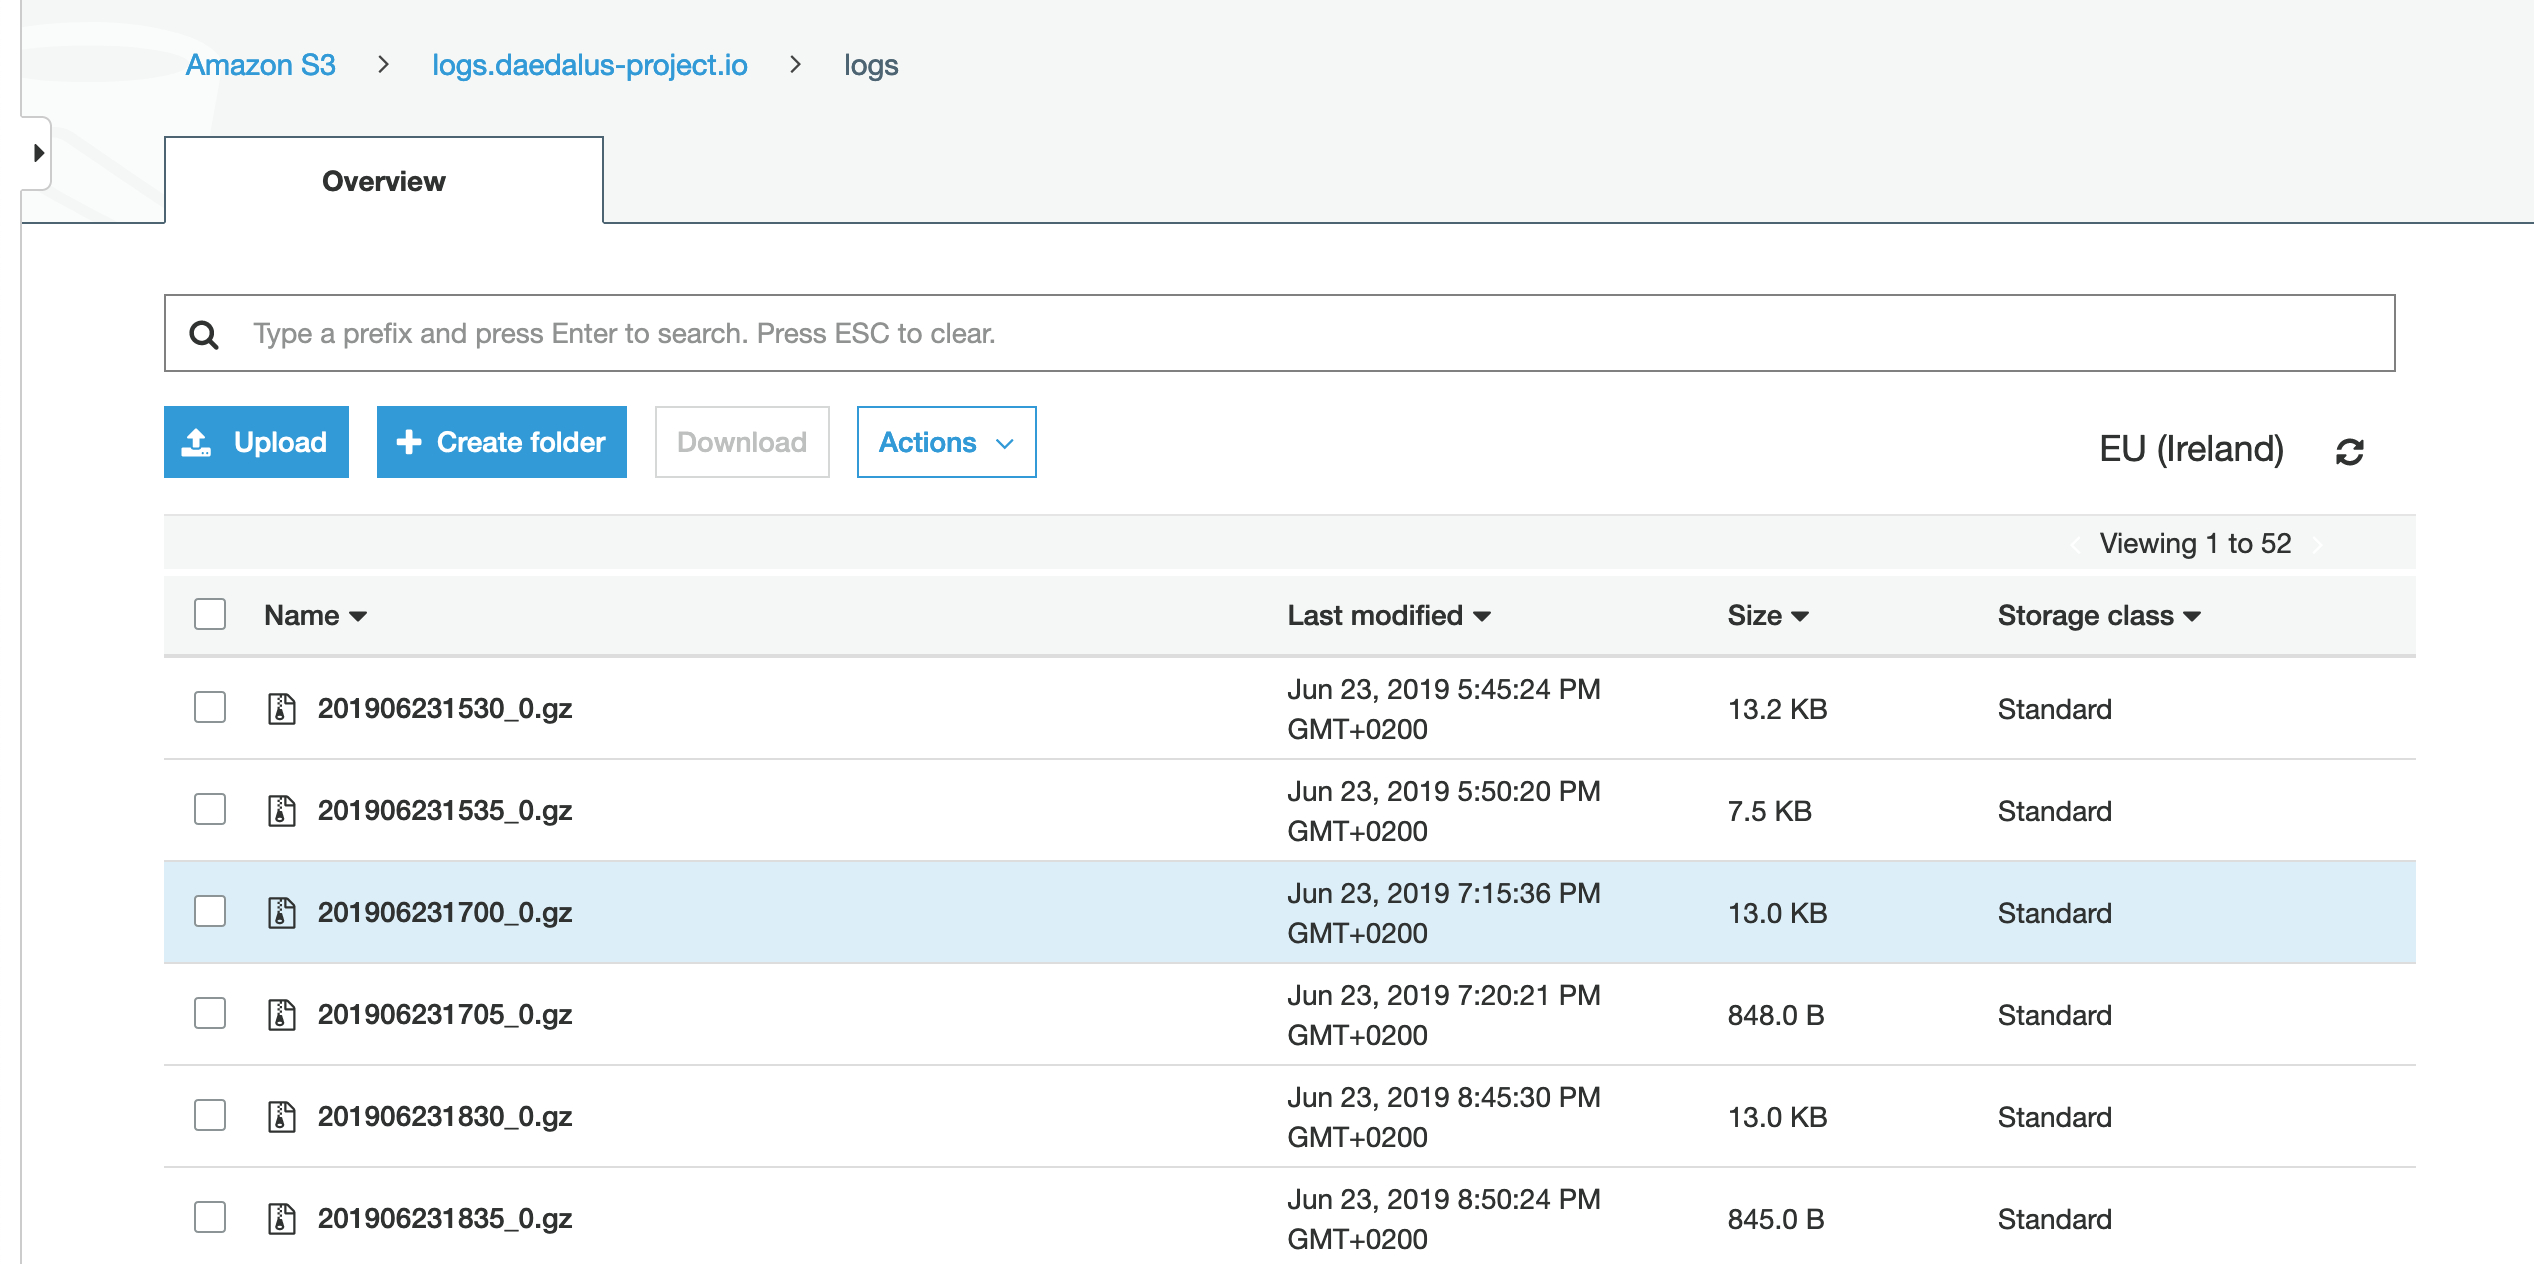 Amazon S3 > logs.daedalus-project.io > logs
Overview
Type a prefix and press Enter to search. Press ESC to clear.
Upload Create folder Download Actions EU (Ireland)
Viewing 1 to 52
Name Last modified Size Storage class
201906231530_0.gz Jun 23, 2019 5:45:24 PM GMT+0200 13.2 KB Standard
201906231535_0.gz Jun 23, 2019 5:50:20 PM GMT+0200 7.5 KB Standard
201906231700_0.gz Jun 23, 2019 7:15:36 PM GMT+0200 13.0 KB Standard
201906231705_0.gz Jun 23, 2019 7:20:21 PM GMT+0200 848.0 B Standard
201906231830_0.gz Jun 23, 2019 8:45:30 PM GMT+0200 13.0 KB Standard
201906231835_0.gz Jun 23, 2019 8:50:24 PM GMT+0200 845.0 B Standard